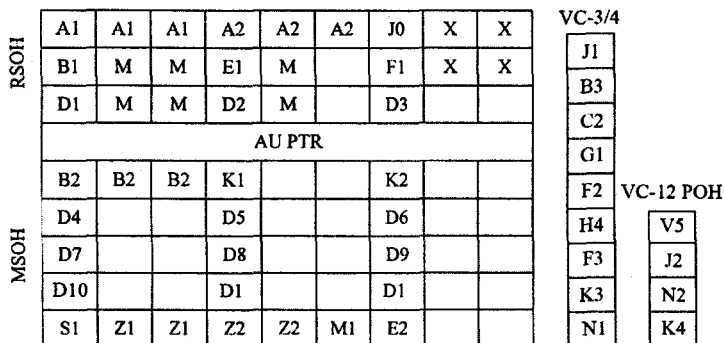 RSOH
A1 A1 A1 A2 A2 A2 J0 X X
B1 M M E1 M F1 X X
D1 M M D2 M D3
AU PTR
MSOH
B2 B2 B2 K1 K2
D4 D5 D6
D7 D8 D9
D10 D1 D1
S1 Z1 Z1 Z2 Z2 M1 E2
VC-3/4
J1
B3
C2
G1
F2
H4
F3
K3
N1
VC-12 POH
V5
J2
N2
K4